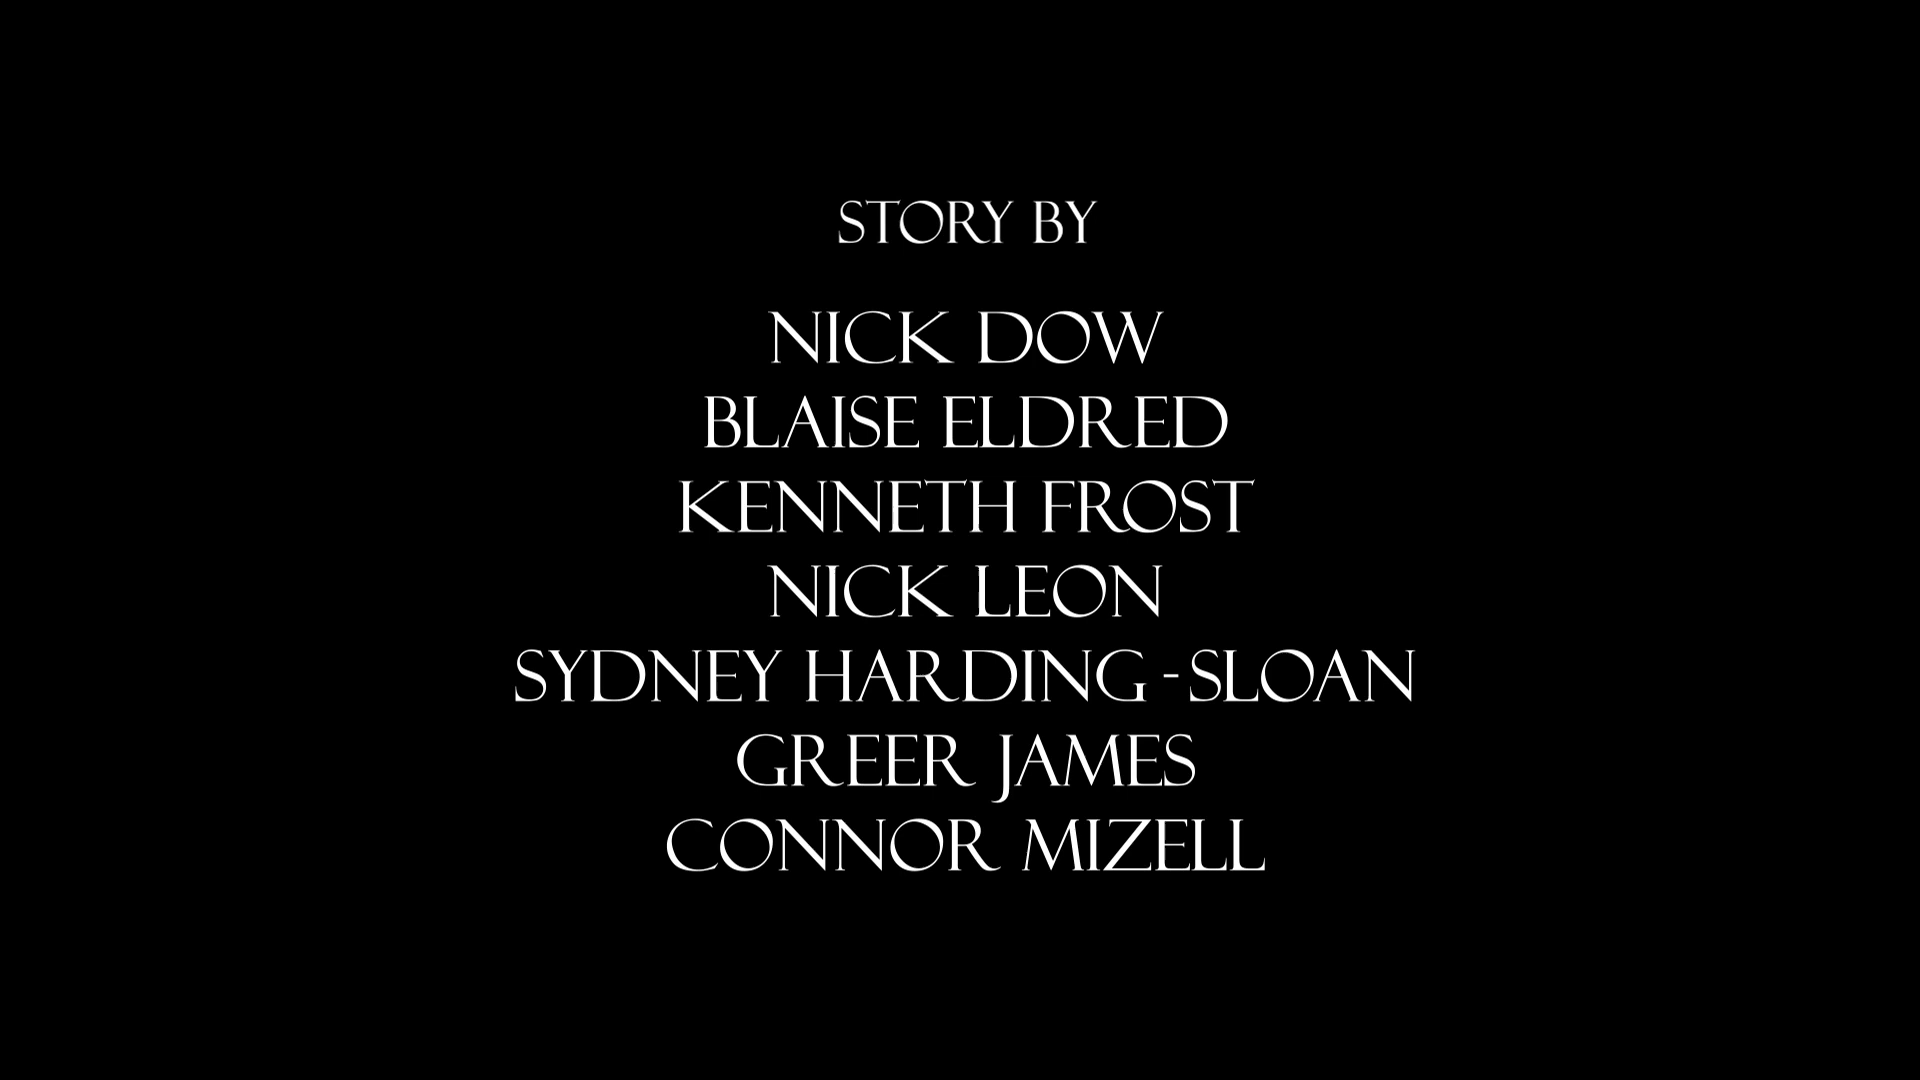 STORY BY
NICK DOW
BLAISE ELDRED
KENNETH FROST
NICK LEON
SYDNEY HARDING-SLOAN
GREER JAMES
CONNOR MIZELL